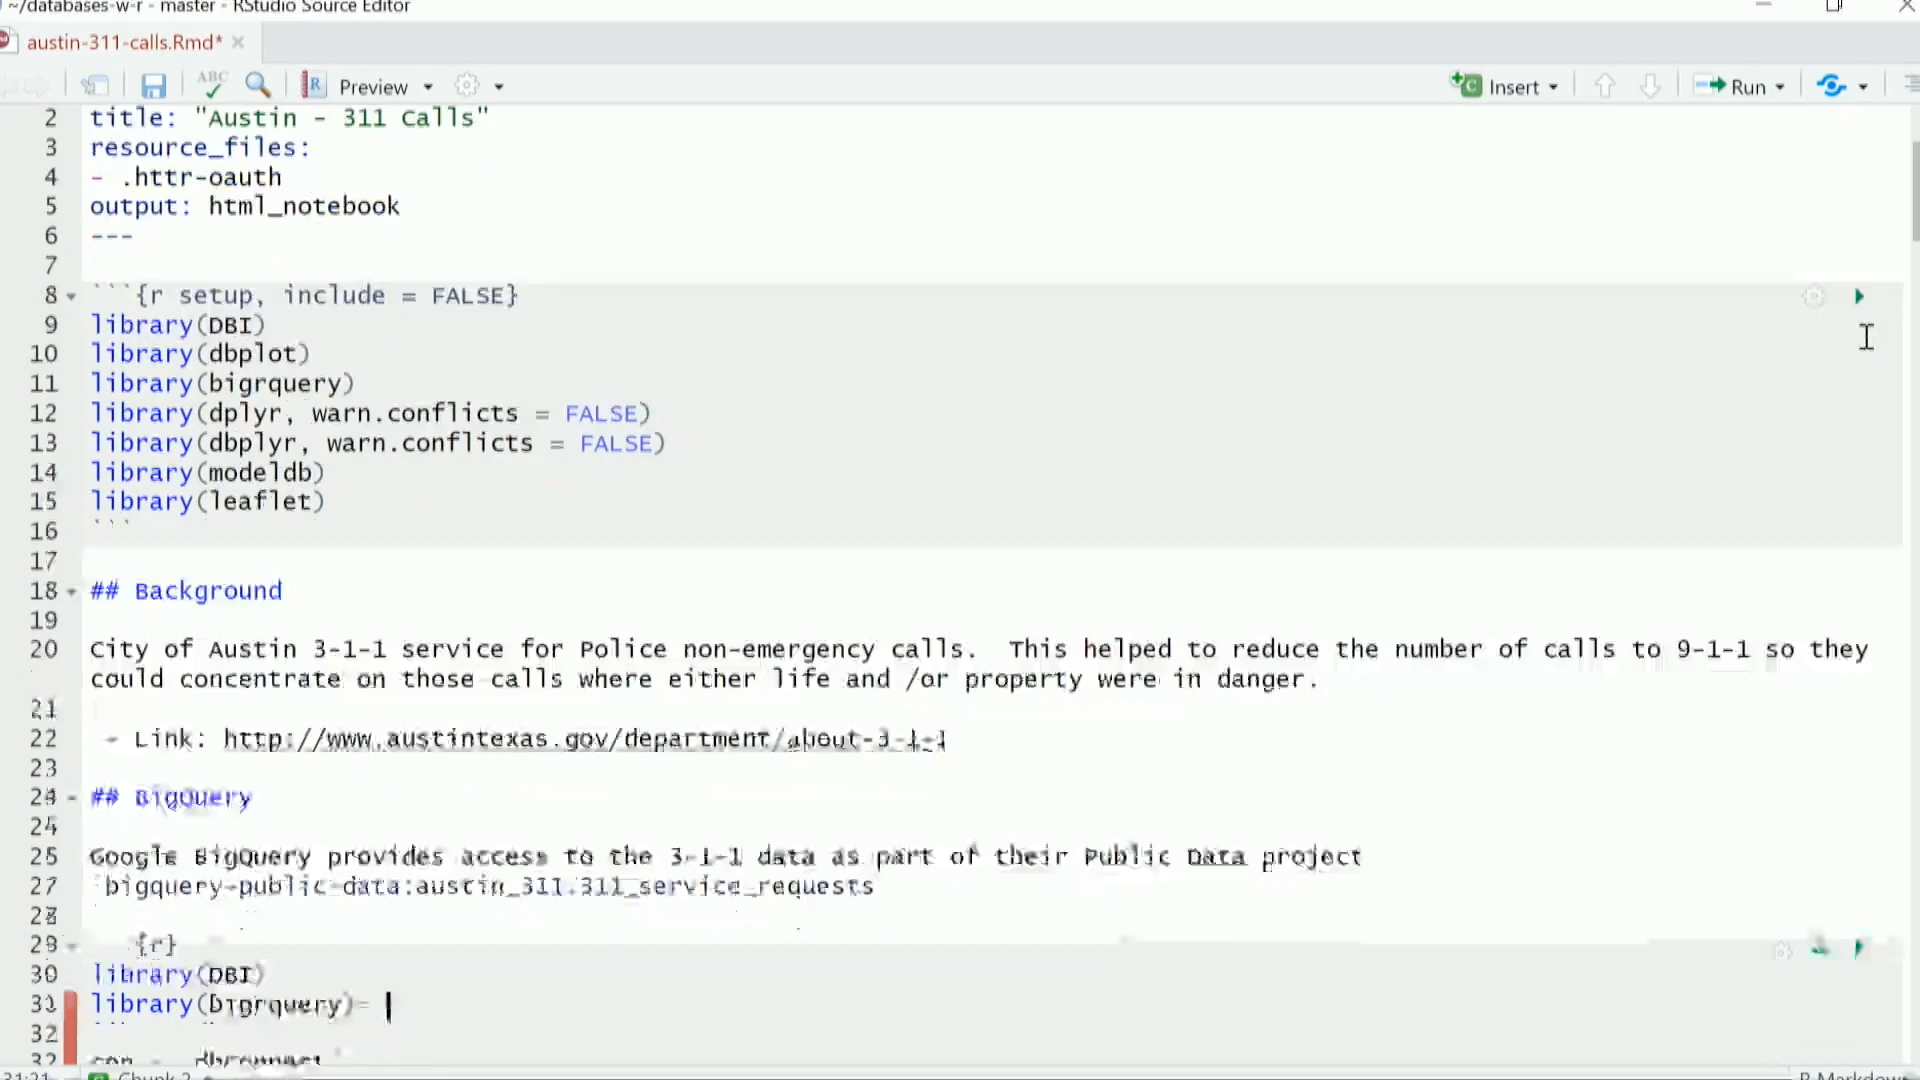 ~/databases-w-r - master - RStudio Source Editor
austin-311-calls.Rmd*
ABC
Preview
Insert
Run
2 title: "Austin - 311 Calls"
3 resource_files:
4 - .httr-oauth
5 output: html_notebook
6 ---
7
8 ```{r setup, include = FALSE}
9 library(DBI)
10 library(dbplot)
11 library(bigrquery)
12 library(dplyr, warn.conflicts = FALSE)
13 library(dbplyr, warn.conflicts = FALSE)
14 library(modeldb)
15 library(leaflet)
16 ```
17
18 ## Background
19
20 City of Austin 3-1-1 service for Police non-emergency calls.  This helped to reduce the number of calls to 9-1-1 so they
could concentrate on those calls where either life and /or property were in danger.
21
22 - Link: http://www.austintexas.gov/department/about-3-1-1
23
24 ## BigQuery
Google BigQuery provides access to the 3-1-1 data as part of their Public Data project
27 bigquery-public-data:austin_311.311_service_requests
{r}
30 library(DBI)
library(bigrquery)
32
31:21 Chunk 2
R Markdown